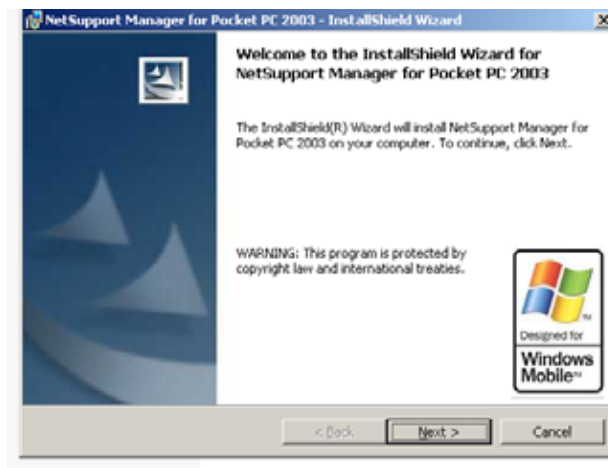 NetSupport Manager for Pocket PC 2003 - InstallShield Wizard
Welcome to the InstallShield Wizard for
NetSupport Manager for Pocket PC 2003
The InstallShield(R) Wizard will install NetSupport Manager for
Pocket PC 2003 on your computer. To continue, click Next.
WARNING: This program is protected by
copyright law and international treaties.
Designed for
Windows
Mobile™
< Back
Next >
Cancel